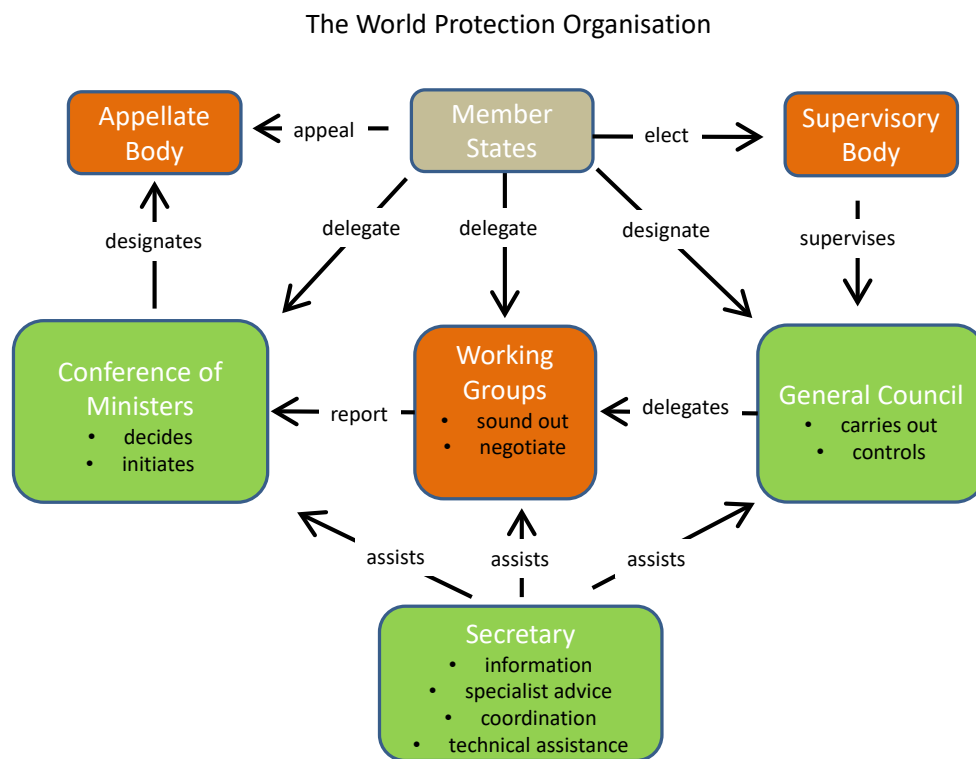 The World Protection Organisation
Appellate
Body
appeal
Member
States
elect
Supervisory
Body
designates
delegate
delegate
designate
supervises
Conference of
Ministers
• decides
• initiates
report
Working
Groups
• sound out
• negotiate
delegates
General Council
• carries out
• controls
assists
assists
assists
Secretary
• information
• specialist advice
• coordination
• technical assistance